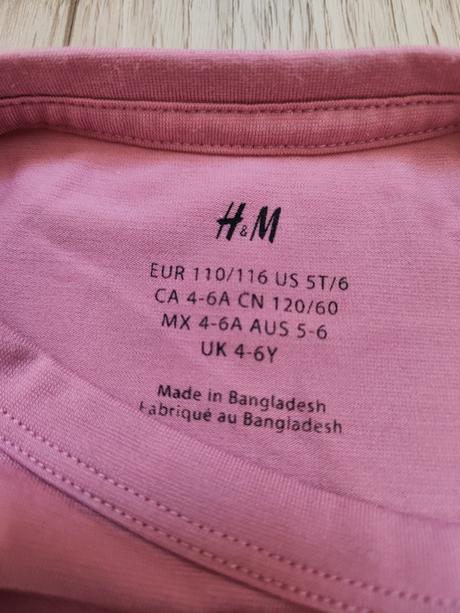 H&M
EUR 110/116 US 5T/6
CA 4-6A CN 120/60
MX 4-6A AUS 5-6
UK 4-6Y
Made in Bangladesh
Fabriqué au Bangladesh